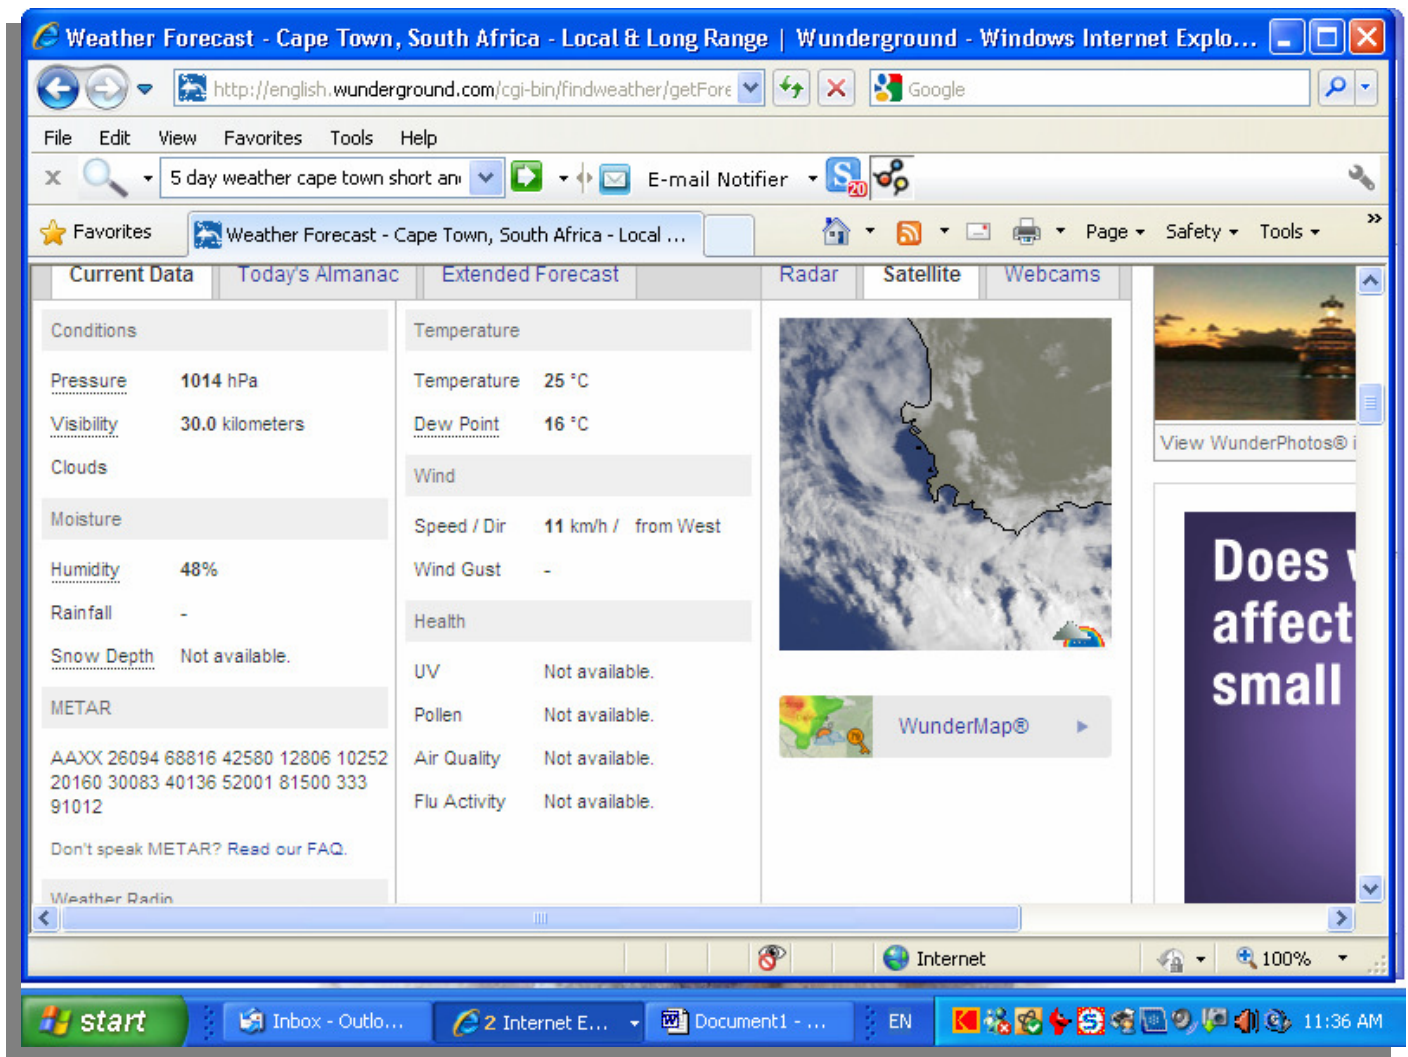 Weather Forecast - Cape Town, South Africa - Local & Long Range | Wunderground - Windows Internet Explo...
http://english.wunderground.com/cgi-bin/findweather/getFore
Google
File Edit View Favorites Tools Help
5 day weather cape town short an
E-mail Notifier
20
Favorites
Weather Forecast - Cape Town, South Africa - Local ...
Page Safety Tools »
Current Data Today's Almanac Extended Forecast
Radar Satellite Webcams
Conditions
Pressure 1014 hPa
Visibility 30.0 kilometers
Clouds
Moisture
Humidity 48%
Rainfall -
Snow Depth Not available.
METAR
AAXX 26094 68816 42580 12806 10252
20160 30083 40136 52001 81500 333
91012
Don't speak METAR? Read our FAQ.
Weather Radio
Temperature
Temperature 25 °C
Dew Point 16 °C
Wind
Speed / Dir 11 km/h / from West
Wind Gust -
Health
UV Not available.
Pollen Not available.
Air Quality Not available.
Flu Activity Not available.
WunderMap®
View WunderPhotos® i
Does
affect
small
Internet
100%
start
Inbox - Outlo...
2 Internet E...
Document1 - ...
EN
11:36 AM